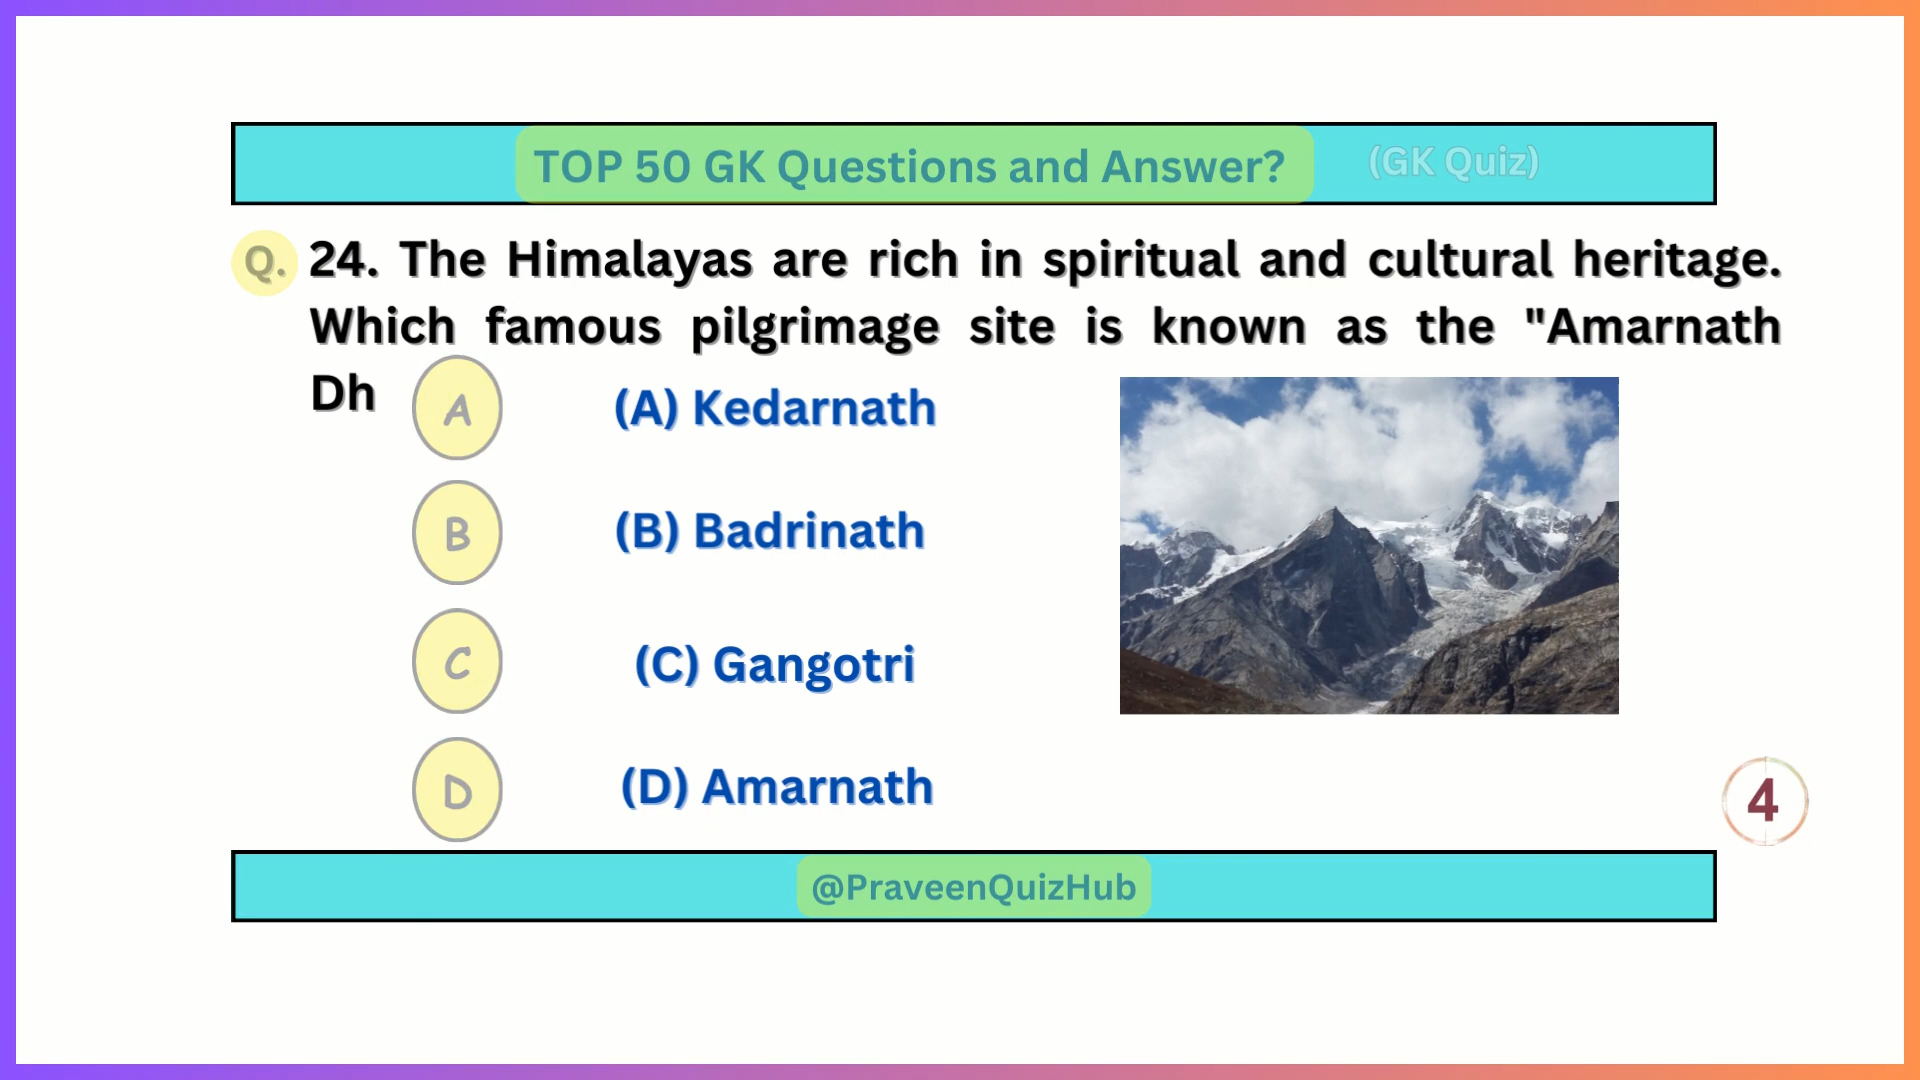 TOP 50 GK Questions and Answer?
(GK Quiz)
Q.
24. The Himalayas are rich in spiritual and cultural heritage.
Which famous pilgrimage site is known as the "Amarnath
Dh
A
(A) Kedarnath
B
(B) Badrinath
C
(C) Gangotri
D
(D) Amarnath
4
@PraveenQuizHub